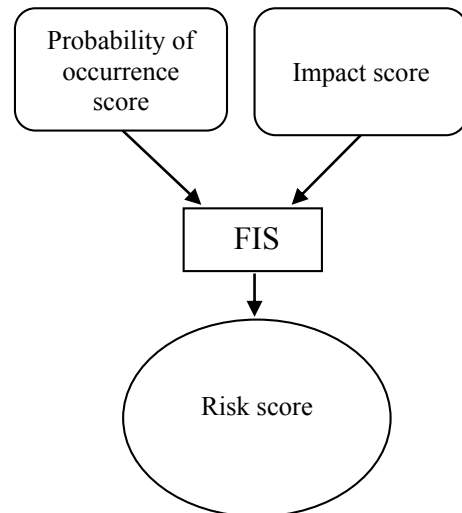 Probability of
occurrence
score
Impact score
FIS
Risk score